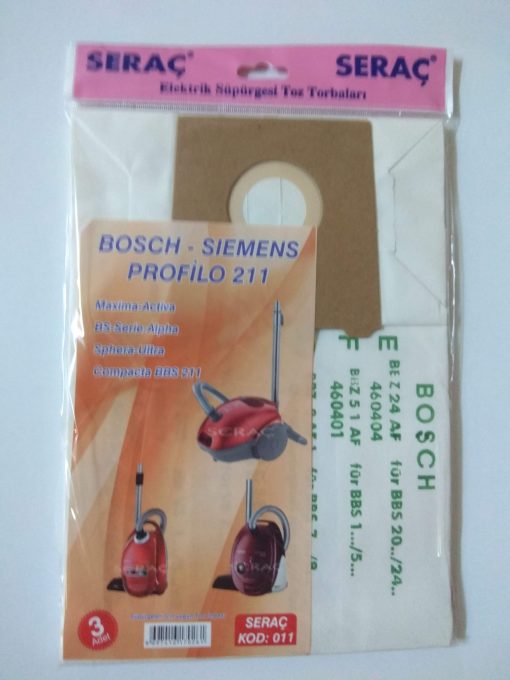 SERAÇ
SERAÇ
Elektrik Süpürgesi Toz Torbaları
BOSCH - SIEMENS
PROFİLO 211
Maxima-Activa
BS-Serie-Alpha
Sphera-Ultra
Compacta BBS 211
SERAÇ
SERAÇ
SERAÇ
3
Adet
SERAÇ
KOD: 011
BOSCH
E BBZ 24 AF für BBS 20../24..
460404
F BBZ 5 1 AF für BBS 1.../5...
460401